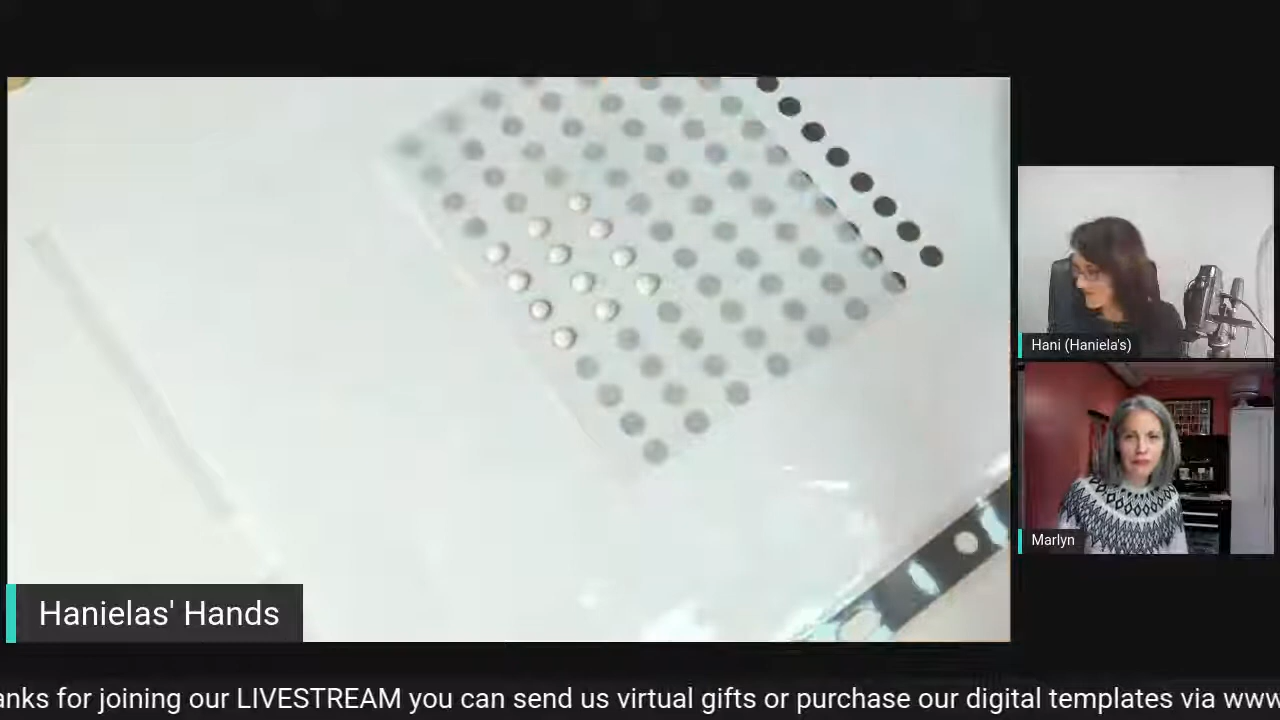 Hani (Haniela's)
Marlyn
Hanielas' Hands
anks for joining our LIVESTREAM you can send us virtual gifts or purchase our digital templates via www